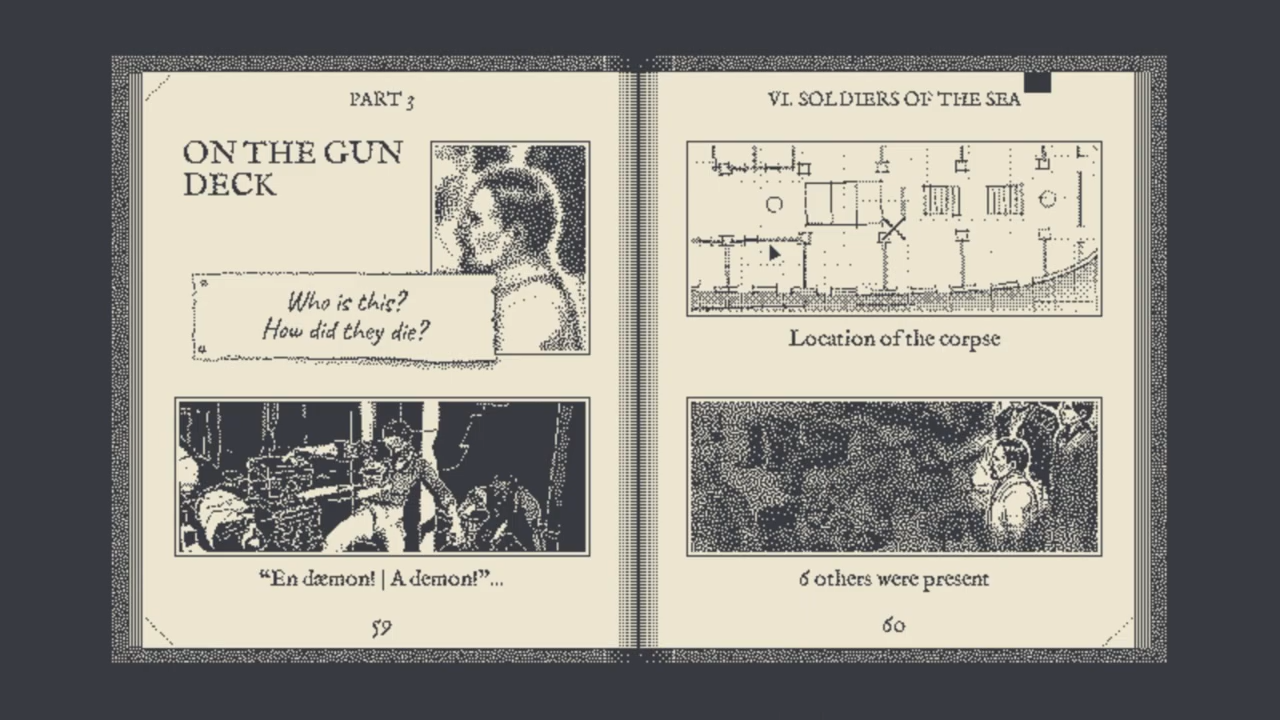 PART 3
ON THE GUN
DECK
Who is this?
How did they die?
“En dæmon! | A demon!”...
59
VI. SOLDIERS OF THE SEA
Location of the corpse
6 others were present
60